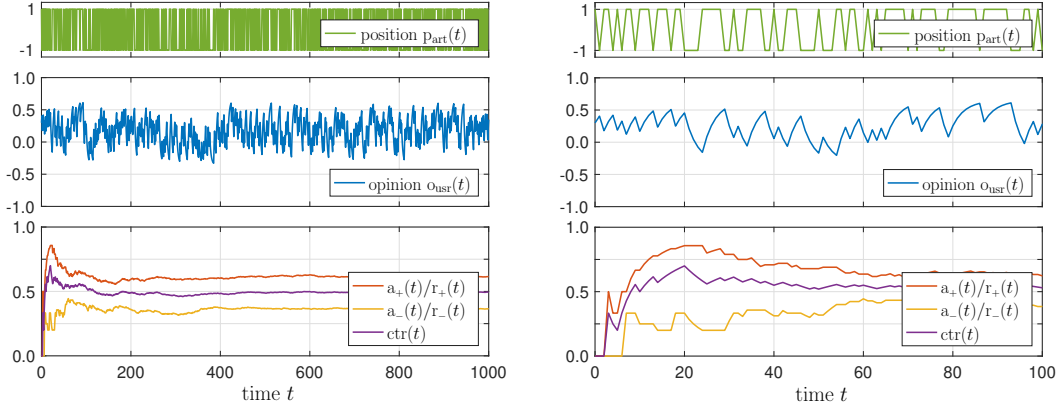 1
-1
position p_art(t)
1.0
0.5
0.0
-0.5
-1.0
opinion o_usr(t)
1.0
0.5
0.0
a_+(t)/r_+(t)
a_−(t)/r_−(t)
ctr(t)
0 200 400 600 800 1000
time t
1
-1
position p_art(t)
1.0
0.5
0.0
-0.5
-1.0
opinion o_usr(t)
1.0
0.5
0.0
a_+(t)/r_+(t)
a_−(t)/r_−(t)
ctr(t)
0 20 40 60 80 100
time t